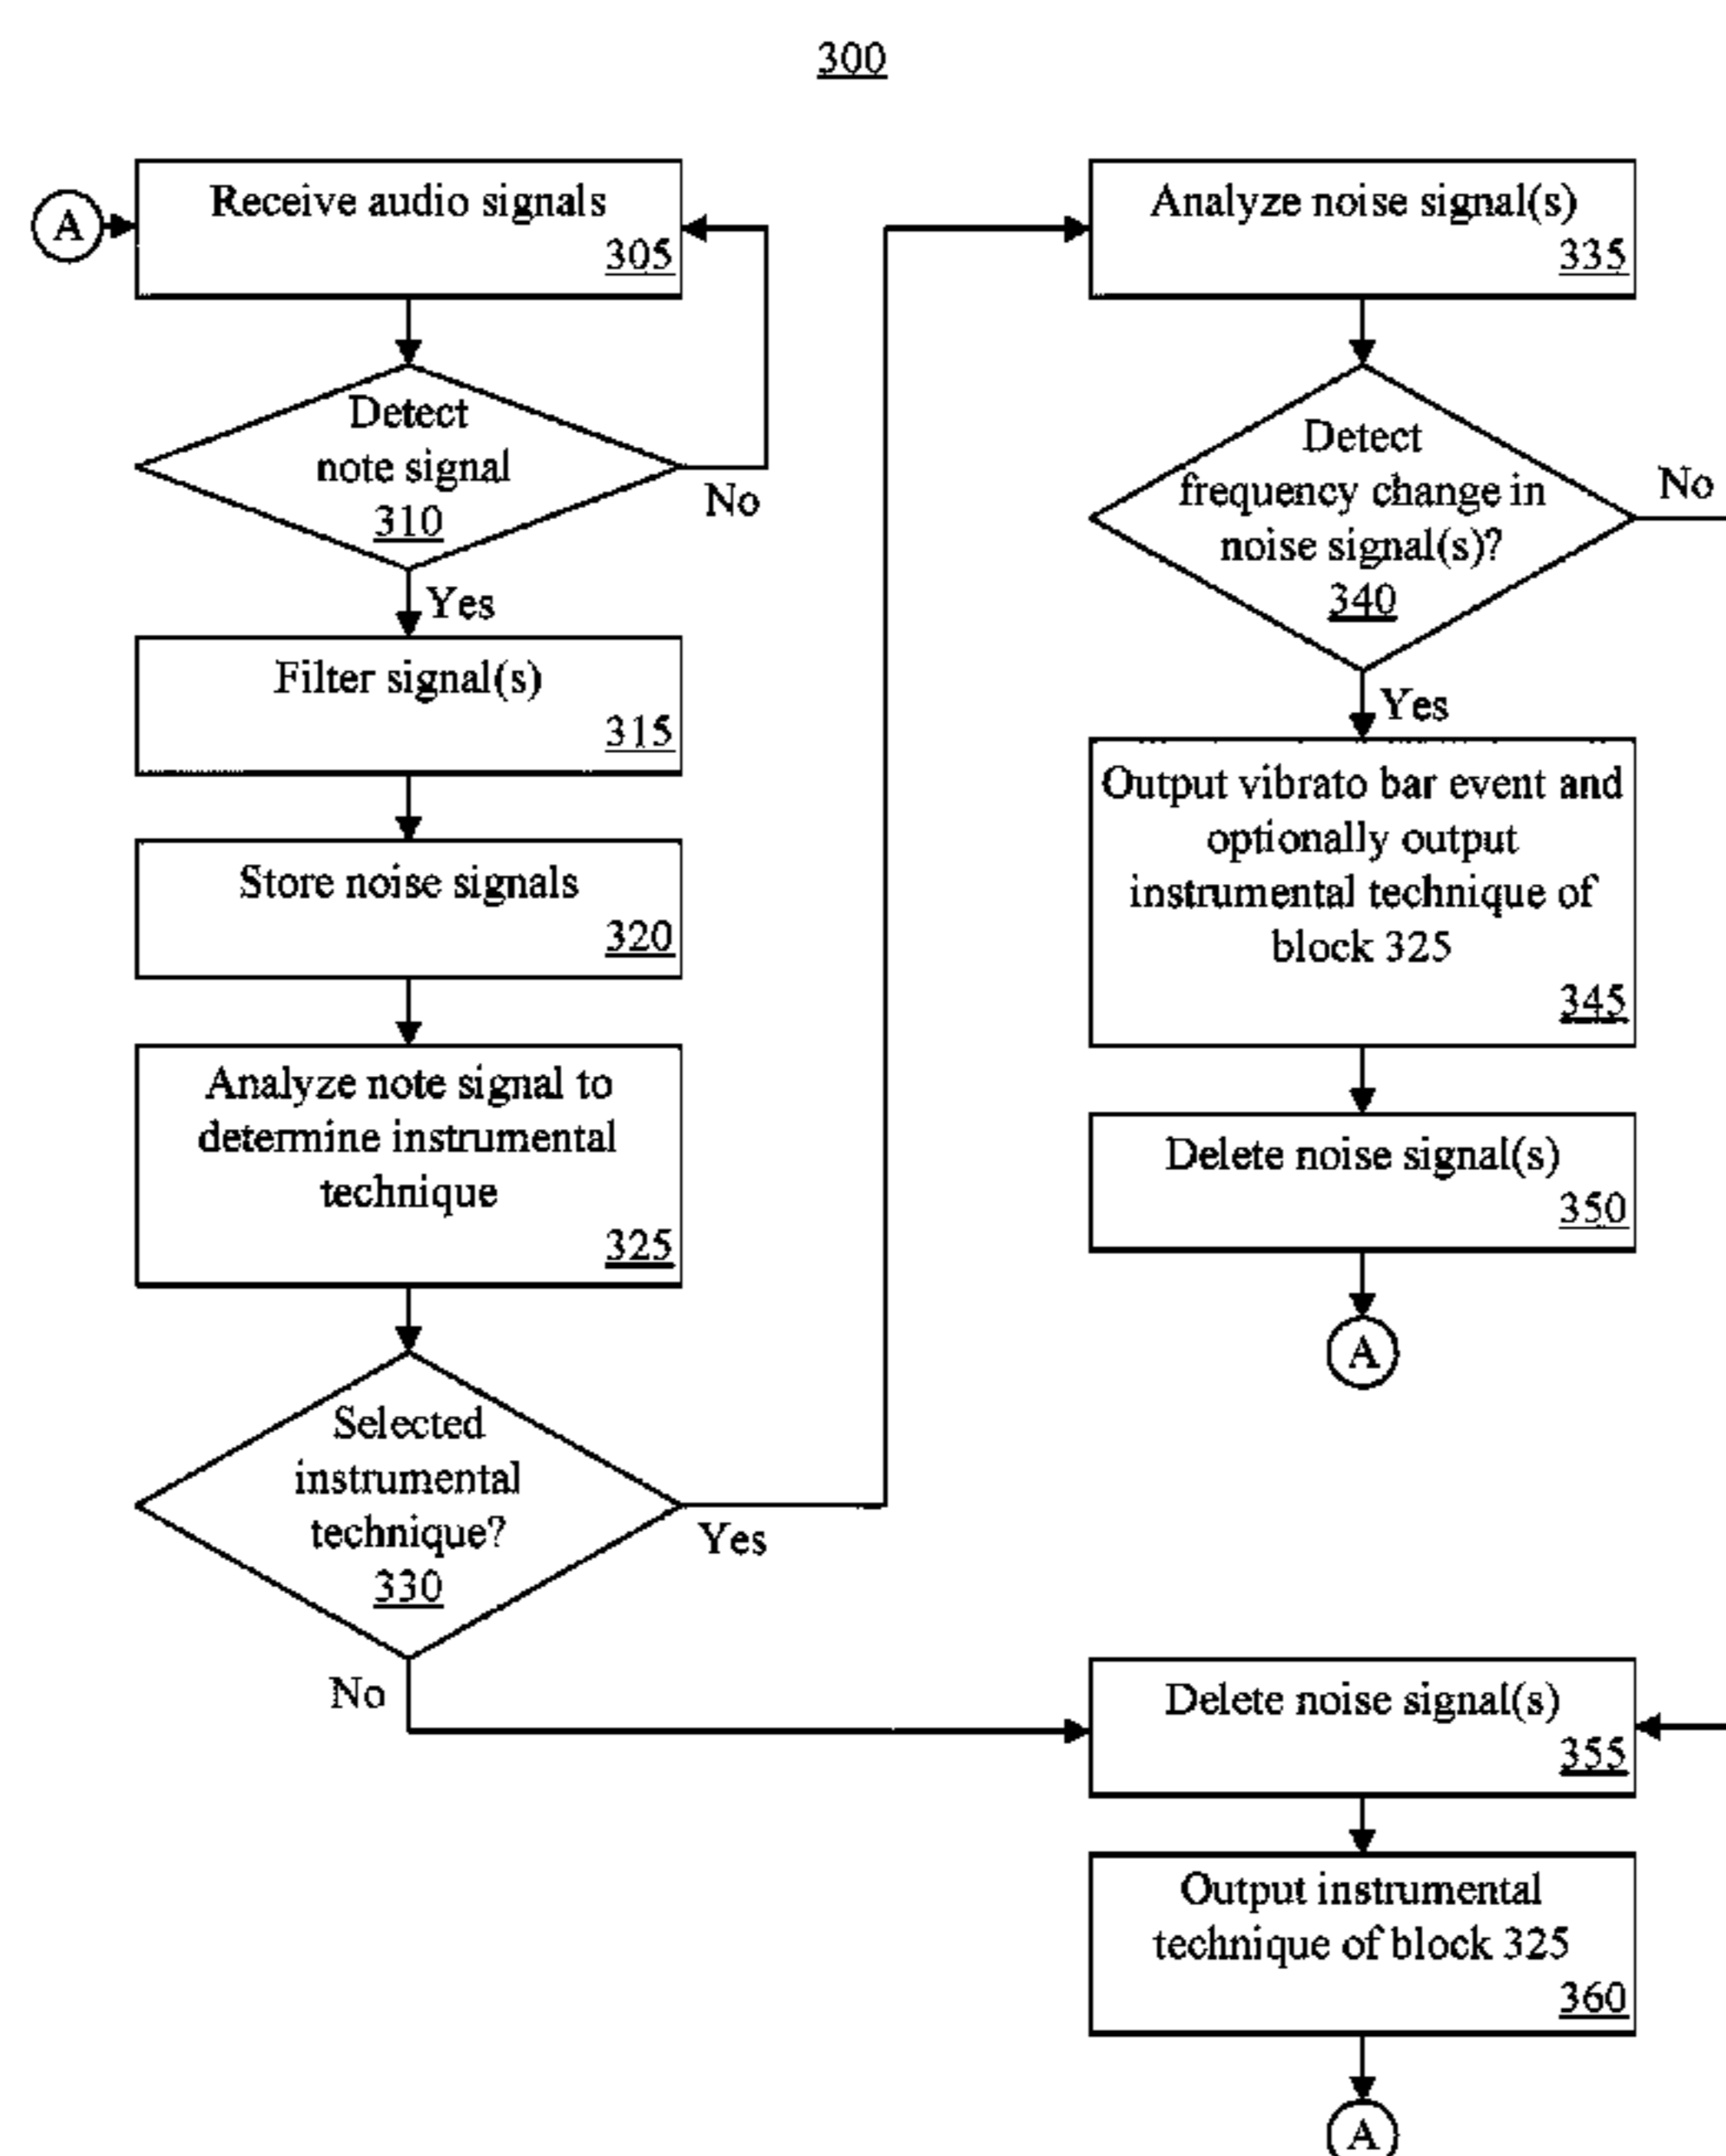 300
A
Receive audio signals
305
Detect
note signal
310
No
Yes
Filter signal(s)
315
Store noise signals
320
Analyze note signal to
determine instrumental
technique
325
Selected
instrumental
technique?
330
Yes
No
Analyze noise signal(s)
335
Detect
frequency change in
noise signal(s)?
340
No
Yes
Output vibrato bar event and
optionally output
instrumental technique of
block 325
345
Delete noise signal(s)
350
A
Delete noise signal(s)
355
Output instrumental
technique of block 325
360
A